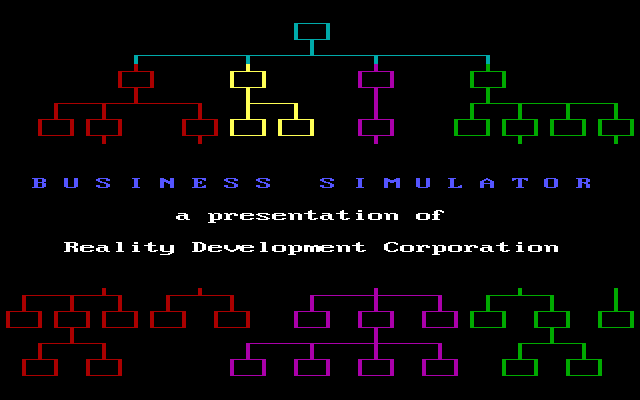 BUSINESS SIMULATOR
a presentation of
Reality Development Corporation